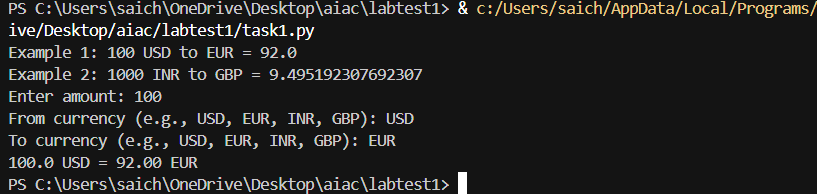 PS C:\Users\saich\OneDrive\Desktop\aiac\labtest1> & c:/Users/saich/AppData/Local/Programs/
ive/Desktop/aiac/labtest1/task1.py
Example 1: 100 USD to EUR = 92.0
Example 2: 1000 INR to GBP = 9.495192307692307
Enter amount: 100
From currency (e.g., USD, EUR, INR, GBP): USD
To currency (e.g., USD, EUR, INR, GBP): EUR
100.0 USD = 92.00 EUR
PS C:\Users\saich\OneDrive\Desktop\aiac\labtest1>